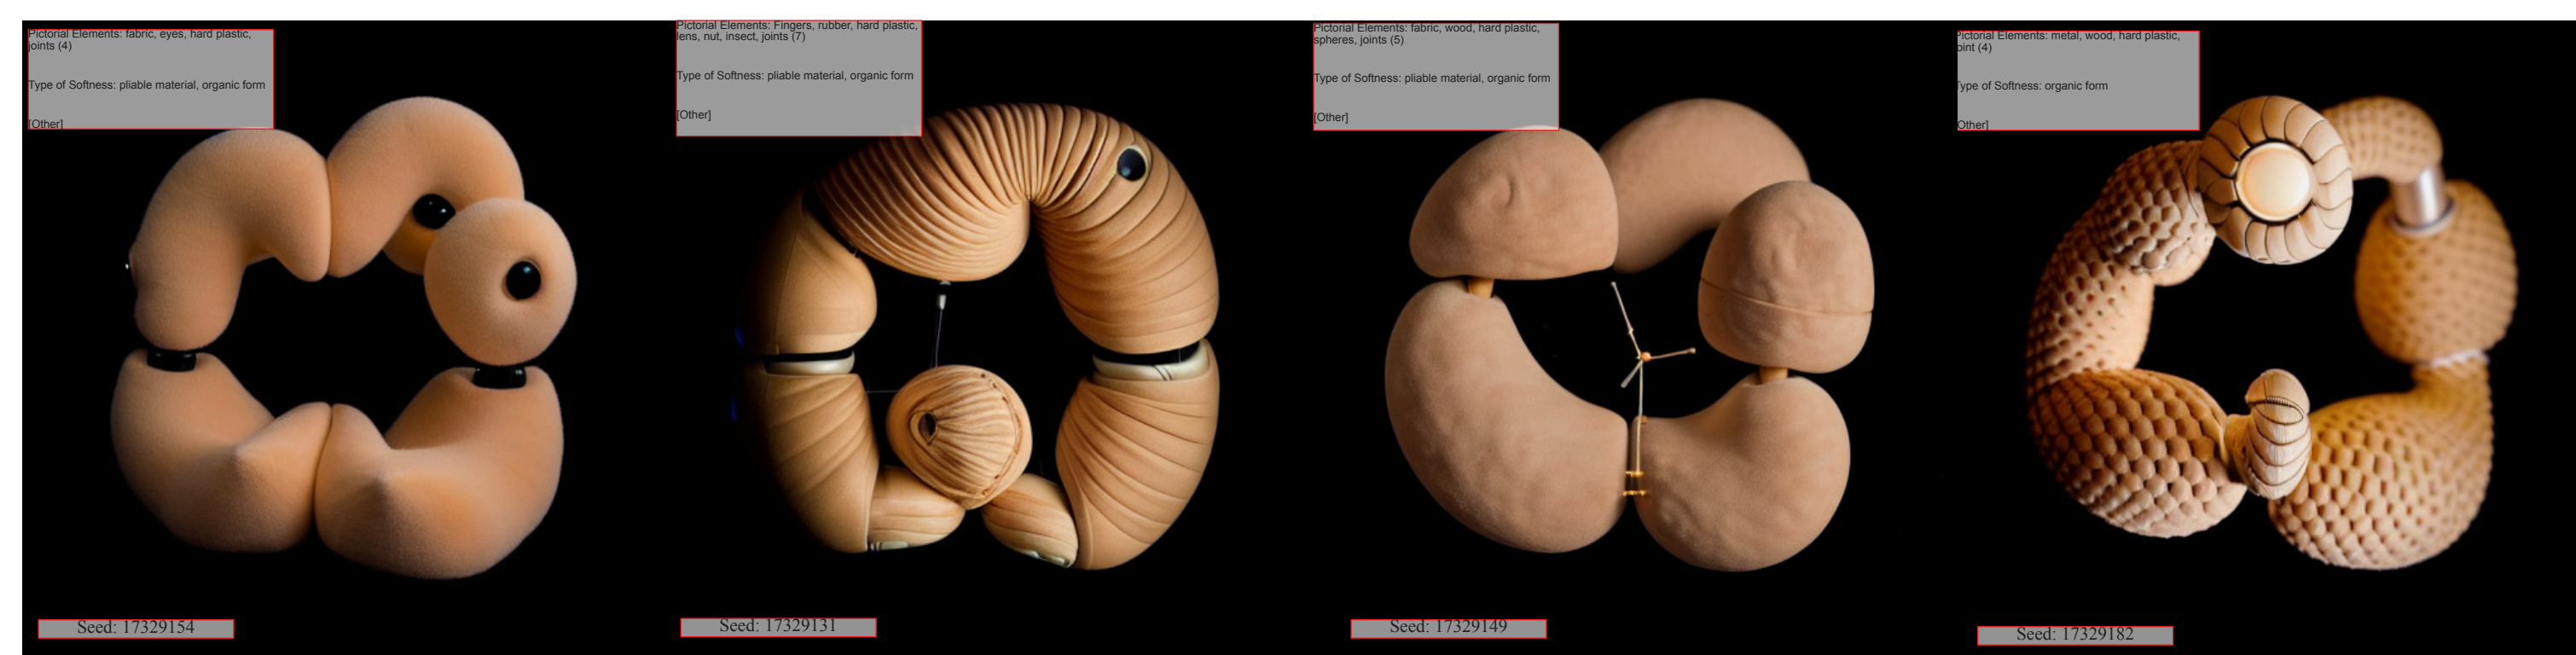 Pictorial Elements: fabric, eyes, hard plastic,
joints (4)
Type of Softness: pliable material, organic form
[Other]
Seed: 17329154
Pictorial Elements: Fingers, rubber, hard plastic,
lens, nut, insect, joints (7)
Type of Softness: pliable material, organic form
[Other]
Seed: 17329131
Pictorial Elements: fabric, wood, hard plastic,
spheres, joints (5)
Type of Softness: pliable material, organic form
[Other]
Seed: 17329149
Pictorial Elements: metal, wood, hard plastic,
oint (4)
Type of Softness: organic form
Other]
Seed: 17329182